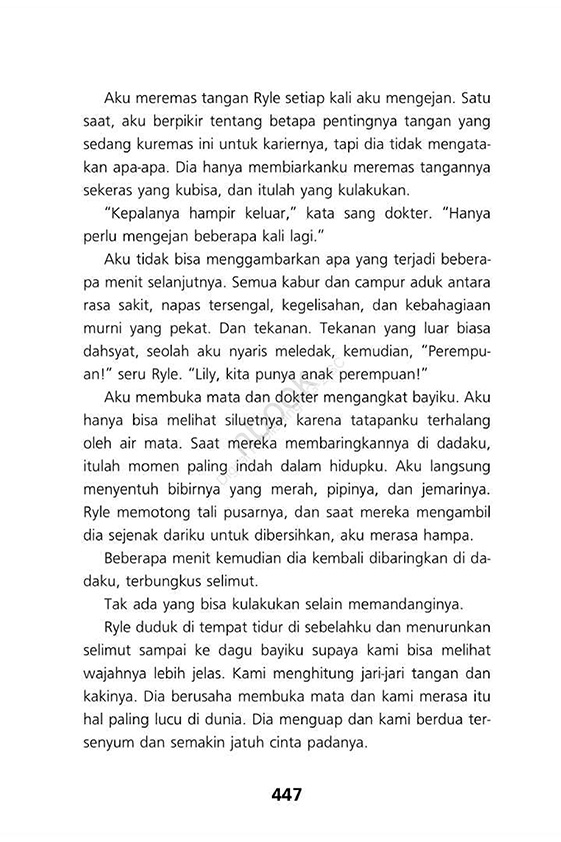 Aku meremas tangan Ryle setiap kali aku mengejan. Satu
saat, aku berpikir tentang betapa pentingnya tangan yang
sedang kuremas ini untuk kariernya, tapi dia tidak mengata-
kan apa-apa. Dia hanya membiarkanku meremas tangannya
sekeras yang kubisa, dan itulah yang kulakukan.
“Kepalanya hampir keluar,” kata sang dokter. “Hanya
perlu mengejan beberapa kali lagi.”
Aku tidak bisa menggambarkan apa yang terjadi bebera-
pa menit selanjutnya. Semua kabur dan campur aduk antara
rasa sakit, napas tersengal, kegelisahan, dan kebahagiaan
murni yang pekat. Dan tekanan. Tekanan yang luar biasa
dahsyat, seolah aku nyaris meledak, kemudian, “Perempu-
an!” seru Ryle. “Lily, kita punya anak perempuan!”
Aku membuka mata dan dokter mengangkat bayiku. Aku
hanya bisa melihat siluetnya, karena tatapanku terhalang
oleh air mata. Saat mereka membaringkannya di dadaku,
itulah momen paling indah dalam hidupku. Aku langsung
menyentuh bibirnya yang merah, pipinya, dan jemarinya.
Ryle memotong tali pusarnya, dan saat mereka mengambil
dia sejenak dariku untuk dibersihkan, aku merasa hampa.
Beberapa menit kemudian dia kembali dibaringkan di da-
daku, terbungkus selimut.
Tak ada yang bisa kulakukan selain memandanginya.
Ryle duduk di tempat tidur di sebelahku dan menurunkan
selimut sampai ke dagu bayiku supaya kami bisa melihat
wajahnya lebih jelas. Kami menghitung jari-jari tangan dan
kakinya. Dia berusaha membuka mata dan kami merasa itu
hal paling lucu di dunia. Dia menguap dan kami berdua ter-
senyum dan semakin jatuh cinta padanya.
447